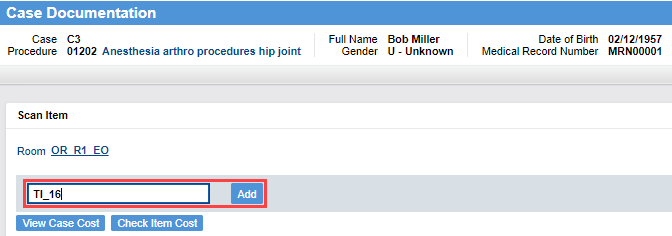 Case Documentation
Case C3 Full Name Bob Miller Date of Birth 02/12/1957
Procedure 01202 Anesthesia arthro procedures hip joint Gender U - Unknown Medical Record Number MRN00001
Scan Item
Room OR_R1_EO
TI_16 Add
View Case Cost Check Item Cost